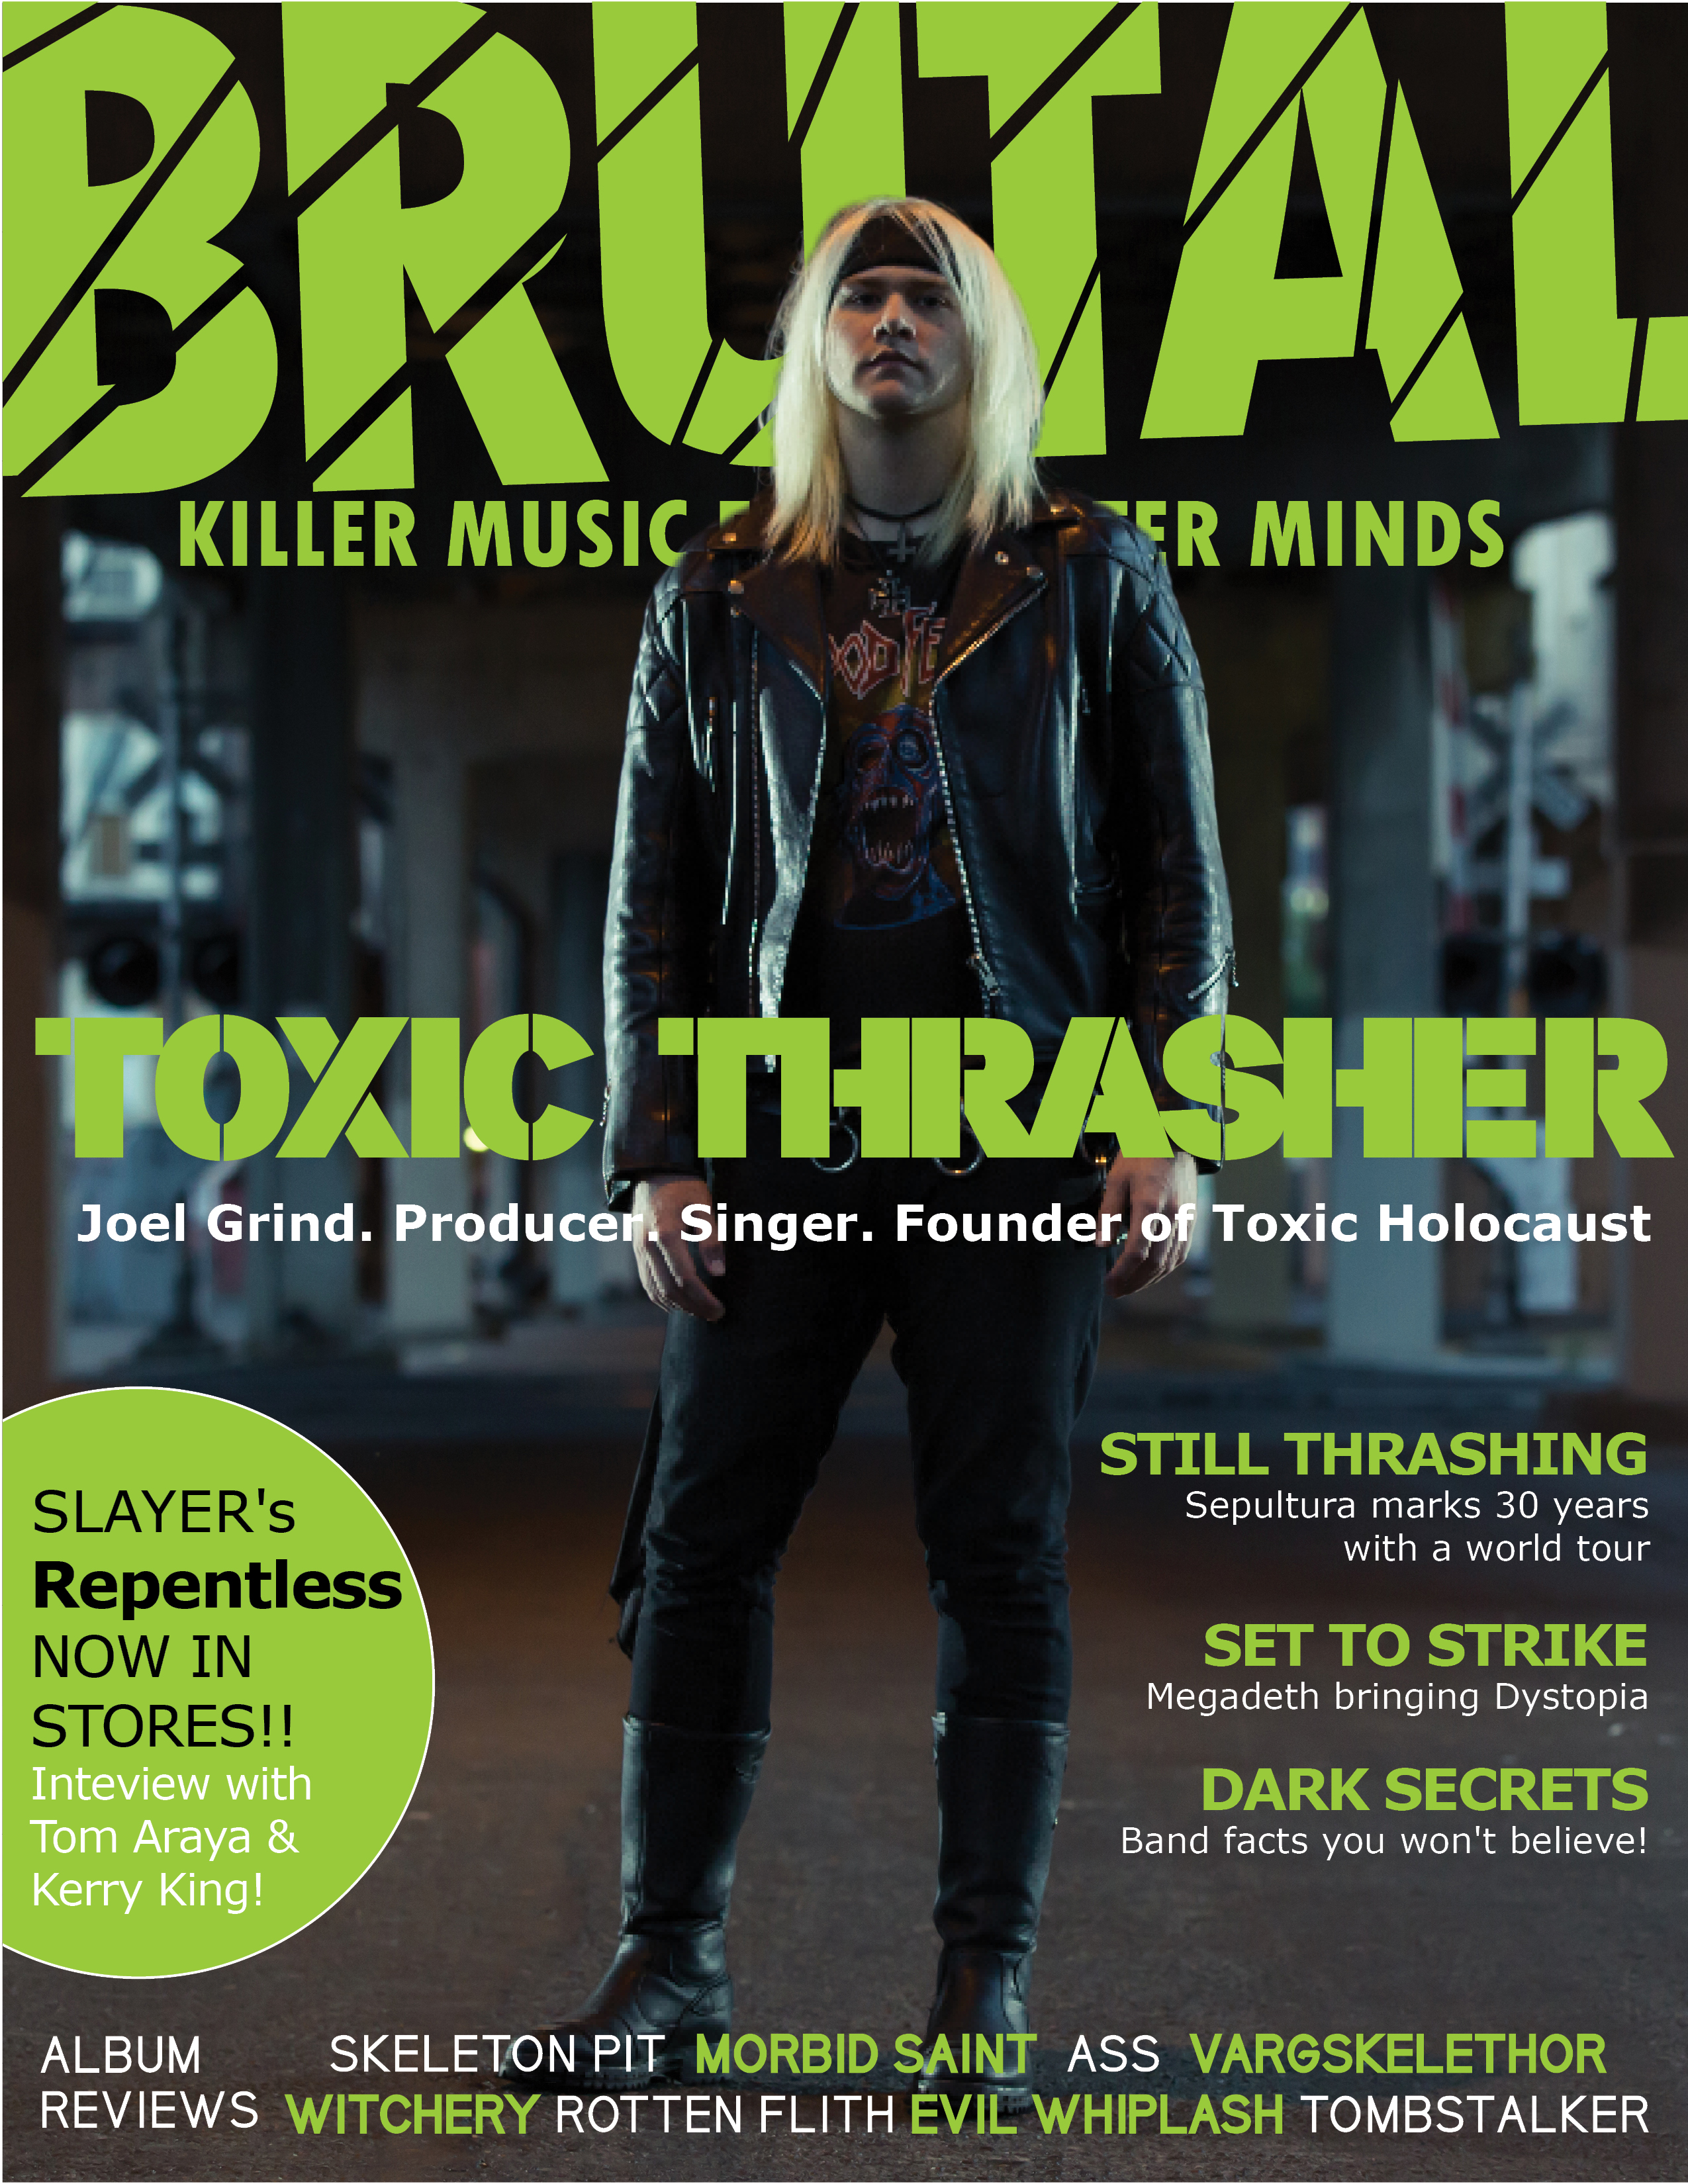 BRUTAL
KILLER MUSIC ER MINDS
TOXIC THRASHER
Joel Grind. Producer. Singer. Founder of Toxic Holocaust
SLAYER's
Repentless
NOW IN
STORES!!
Inteview with
Tom Araya &
Kerry King!
STILL THRASHING
Sepultura marks 30 years
with a world tour
SET TO STRIKE
Megadeth bringing Dystopia
DARK SECRETS
Band facts you won't believe!
ALBUM REVIEWS
SKELETON PIT MORBID SAINT ASS VARGSKELETHOR
WITCHERY ROTTEN FLITH EVIL WHIPLASH TOMBSTALKER